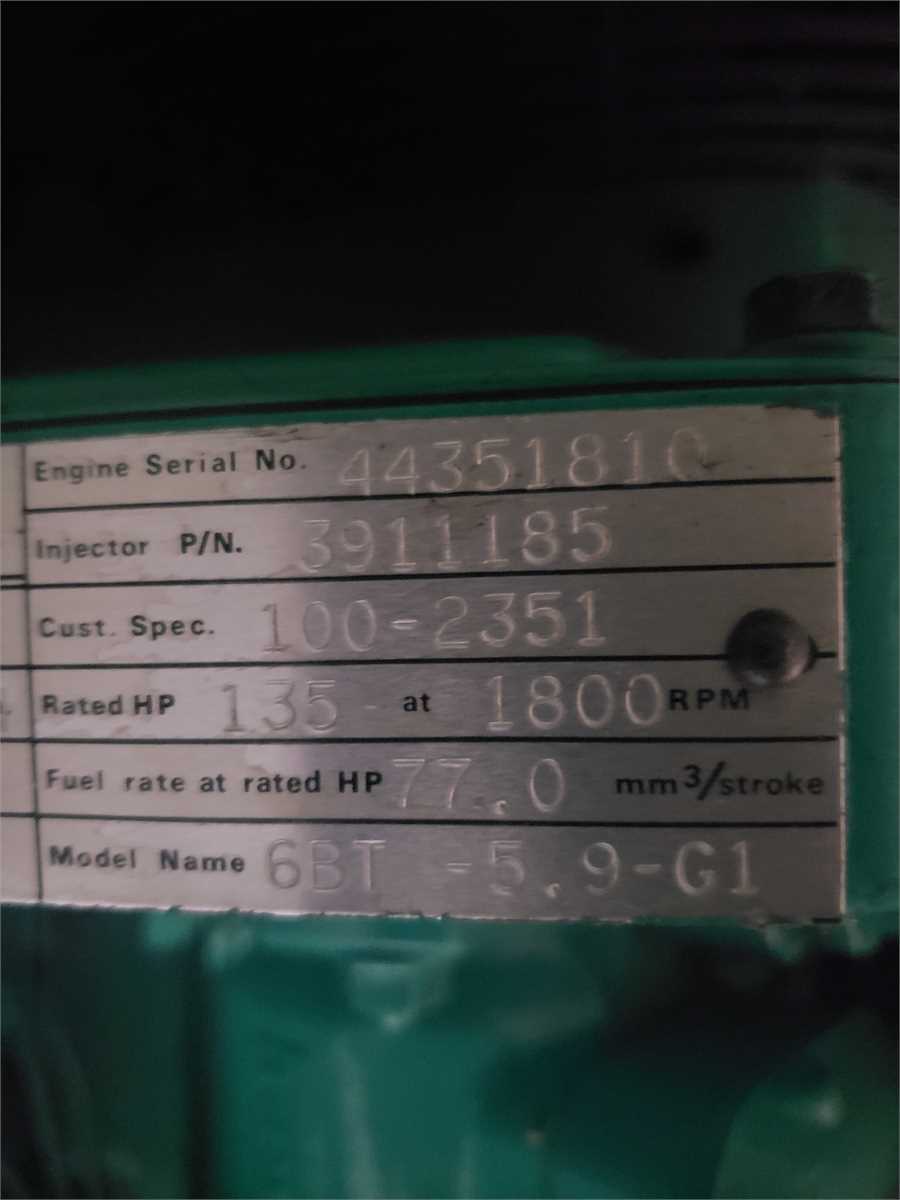 Engine Serial No. 44351810
Injector P/N. 3911185
Cust. Spec. 100-2351
Rated HP 135 at 1800 RPM
Fuel rate at rated HP 77.0 mm³/stroke
Model Name 6BT -5.9-G1